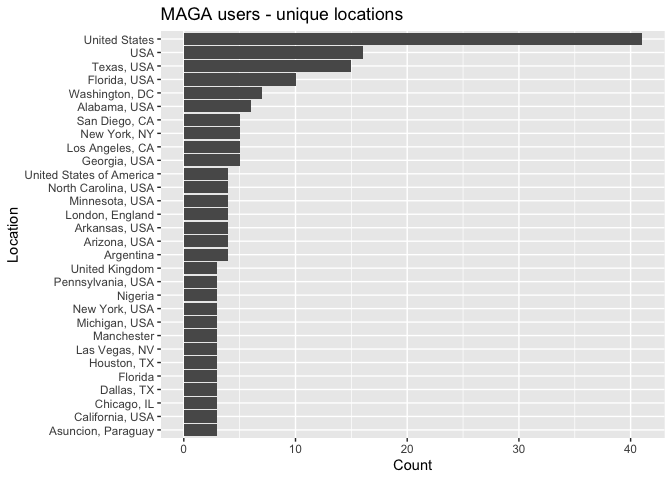 MAGA users - unique locations
United States
USA
Texas, USA
Florida, USA
Washington, DC
Alabama, USA
San Diego, CA
New York, NY
Los Angeles, CA
Georgia, USA
United States of America
North Carolina, USA
Minnesota, USA
London, England
Arkansas, USA
Arizona, USA
Argentina
United Kingdom
Pennsylvania, USA
Nigeria
New York, USA
Michigan, USA
Manchester
Las Vegas, NV
Houston, TX
Florida
Dallas, TX
Chicago, IL
California, USA
Asuncion, Paraguay
Location
0 10 20 30 40
Count